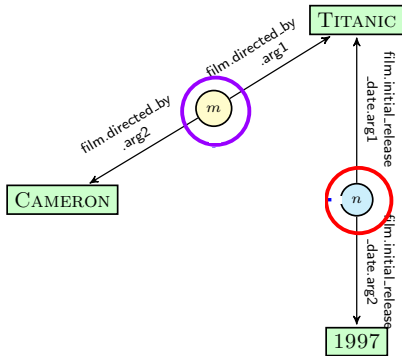 TITANIC
film.directed_by
.arg1
m
film.directed_by
.arg2
CAMERON
film.initial_release
_date.arg1
n
film.initial_release
_date.arg2
1997